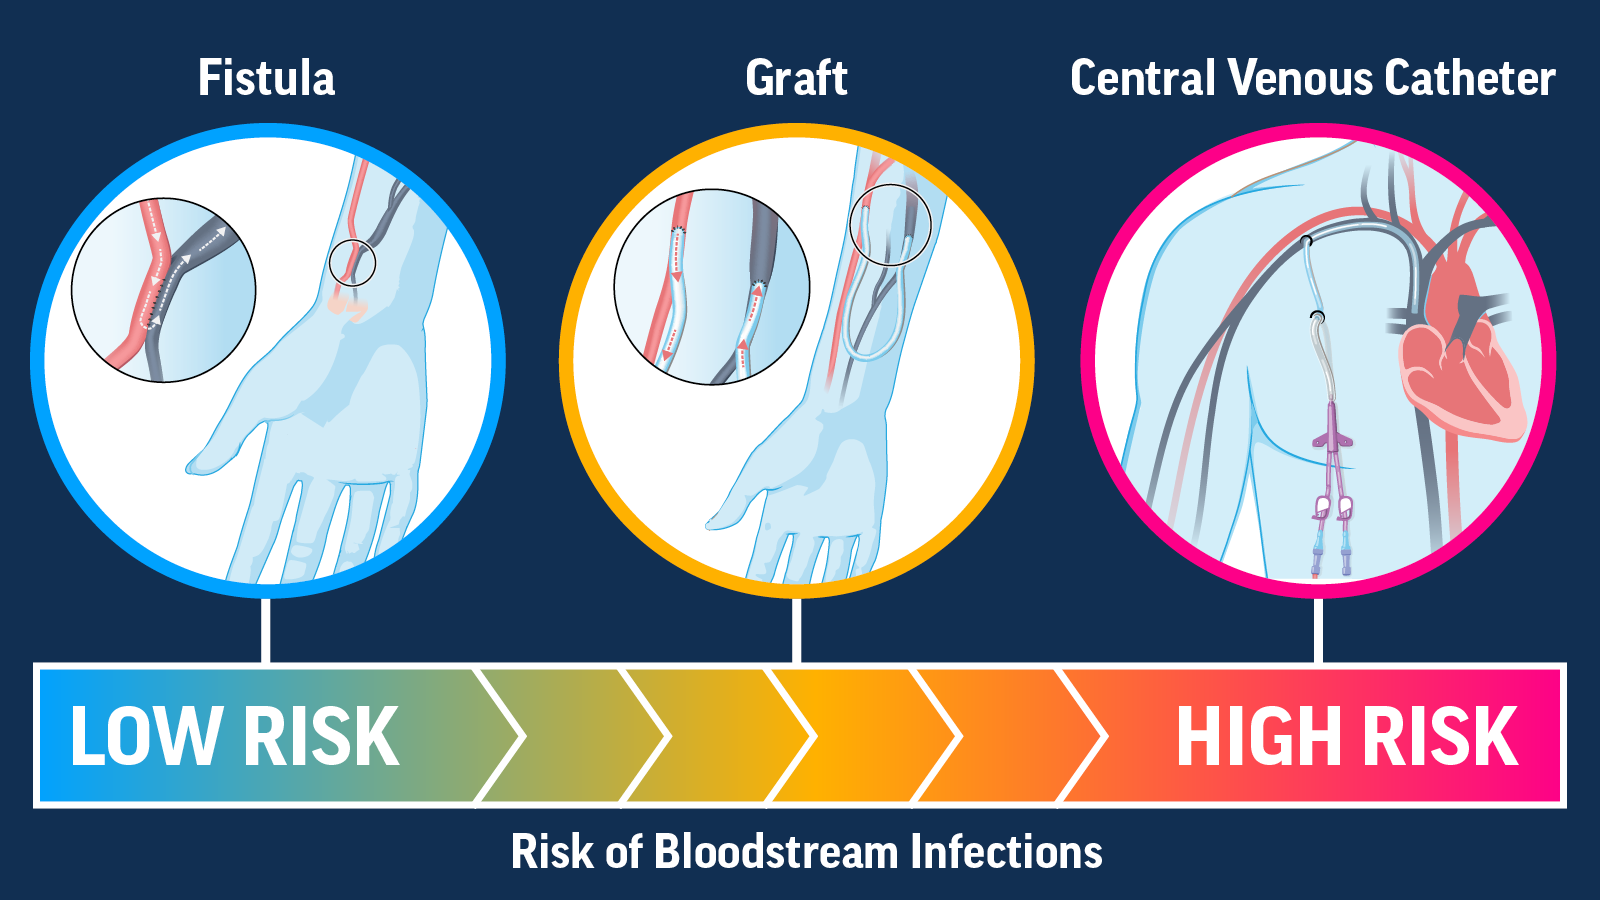 Fistula
Graft
Central Venous Catheter
LOW RISK
HIGH RISK
Risk of Bloodstream Infections